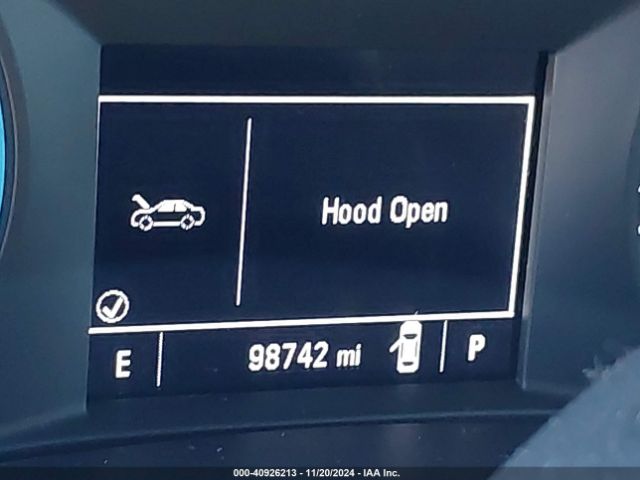 Hood Open
E 98742 mi P
000-40926213 - 11/20/2024 - IAA Inc.